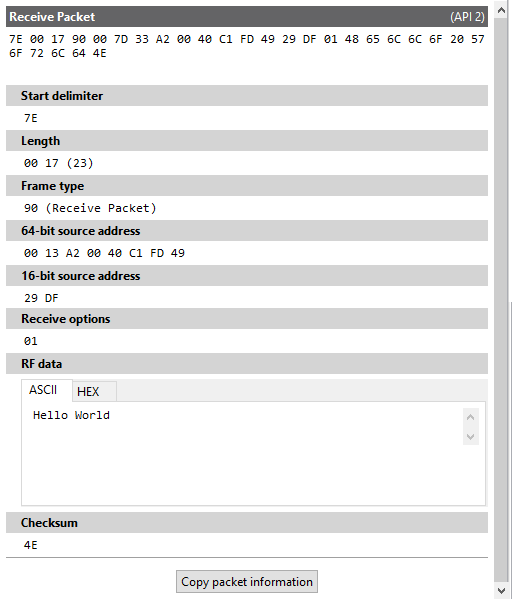 Receive Packet (API 2)
7E 00 17 90 00 7D 33 A2 00 40 C1 FD 49 29 DF 01 48 65 6C 6C 6F 20 57
6F 72 6C 64 4E
Start delimiter
7E
Length
00 17 (23)
Frame type
90 (Receive Packet)
64-bit source address
00 13 A2 00 40 C1 FD 49
16-bit source address
29 DF
Receive options
01
RF data
ASCII HEX
Hello World
Checksum
4E
Copy packet information